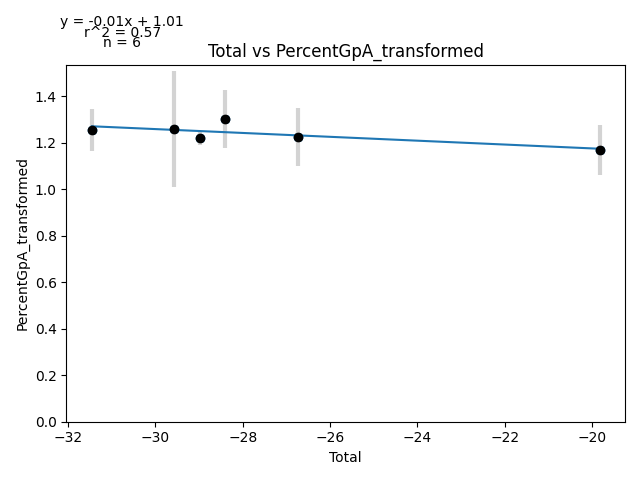 y = -0.01x + 1.01
r^2 = 0.57
n = 6
Total vs PercentGpA_transformed
PercentGpA_transformed
1.4
1.2
1.0
0.8
0.6
0.4
0.2
0.0
−32 −30 −28 −26 −24 −22 −20
Total